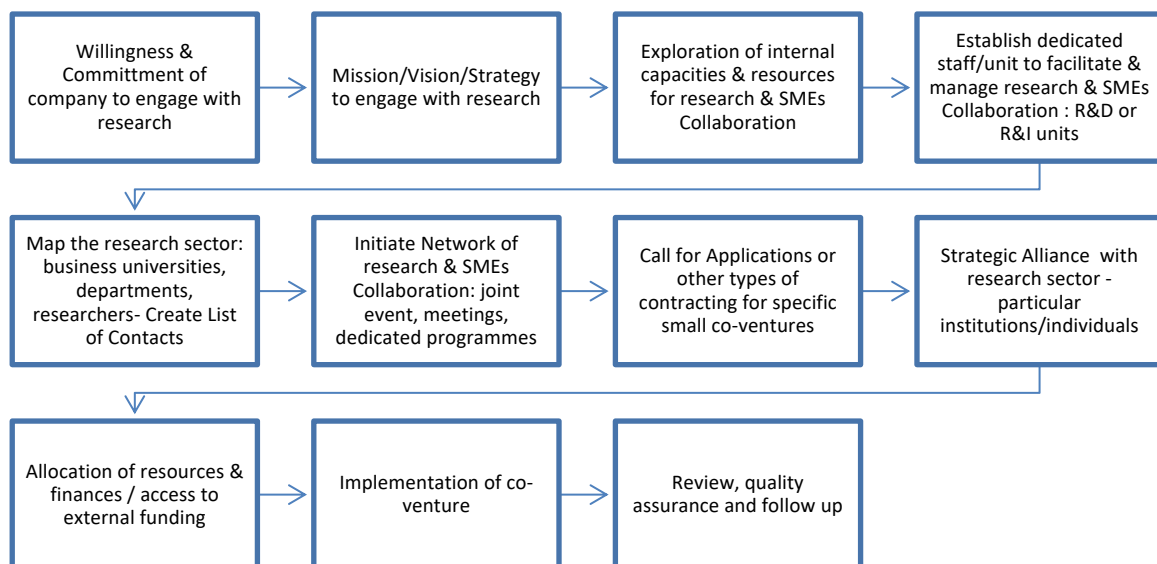 Willingness &
Committment of
company to engage with
research
Mission/Vision/Strategy
to engage with research
Exploration of internal
capacities & resources
for research & SMEs
Collaboration
Establish dedicated
staff/unit to facilitate &
manage research & SMEs
Collaboration : R&D or
R&I units
Map the research sector:
business universities,
departments,
researchers- Create List
of Contacts
Initiate Network of
research & SMEs
Collaboration: joint
event, meetings,
dedicated programmes
Call for Applications or
other types of
contracting for specific
small co-ventures
Strategic Alliance with
research sector -
particular
institutions/individuals
Allocation of resources &
finances / access to
external funding
Implementation of co-
venture
Review, quality
assurance and follow up